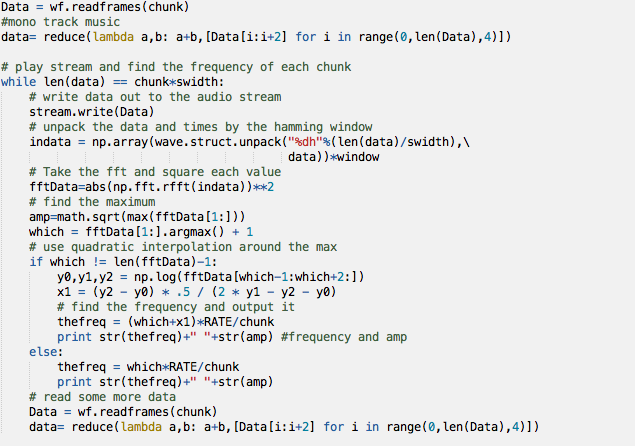 Data = wf.readframes(chunk)
#mono track music
data= reduce(lambda a,b: a+b,[Data[i:i+2] for i in range(0,len(Data),4)])

# play stream and find the frequency of each chunk
while len(data) == chunk*swidth:
    # write data out to the audio stream
    stream.write(Data)
    # unpack the data and times by the hamming window
    indata = np.array(wave.struct.unpack("%dh"%(len(data)/swidth),\
                                         data))*window
    # Take the fft and square each value
    fftData=abs(np.fft.rfft(indata))**2
    # find the maximum
    amp=math.sqrt(max(fftData[1:]))
    which = fftData[1:].argmax() + 1
    # use quadratic interpolation around the max
    if which != len(fftData)-1:
        y0,y1,y2 = np.log(fftData[which-1:which+2:])
        x1 = (y2 - y0) * .5 / (2 * y1 - y2 - y0)
        # find the frequency and output it
        thefreq = (which+x1)*RATE/chunk
        print str(thefreq)+" "+str(amp) #frequency and amp
    else:
        thefreq = which*RATE/chunk
        print str(thefreq)+" "+str(amp)
    # read some more data
    Data = wf.readframes(chunk)
    data= reduce(lambda a,b: a+b,[Data[i:i+2] for i in range(0,len(Data),4)])